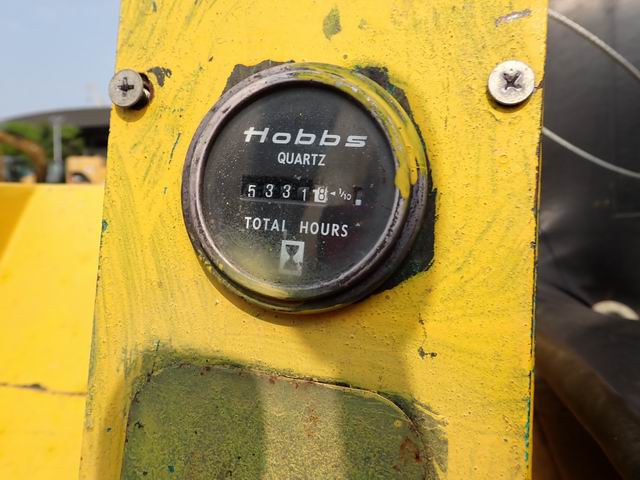 Hobbs
QUARTZ
53318 ◄ 1/10
TOTAL HOURS